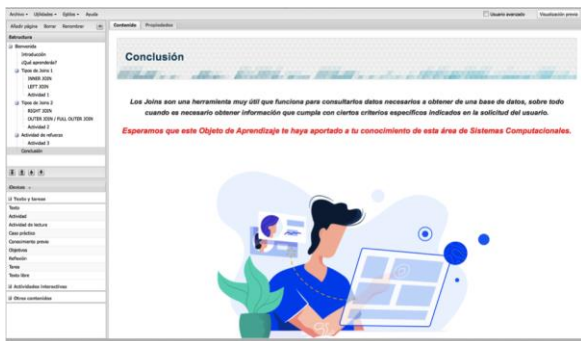 Archivo Utilidades Estilos Ayuda
Usuario avanzado
Visualización previa
Añadir página Borrar Renombrar
Contenido Propiedades
Estructura
Bienvenida
Introducción
¿Qué aprenderás?
Tipos de Joins 1
INNER JOIN
LEFT JOIN
Actividad 1
Tipos de Joins 2
RIGHT JOIN
OUTER JOIN / FULL OUTER JOIN
Actividad 2
Actividad de refuerzo
Actividad 3
Conclusión
iDevices
Texto y tareas
Texto
Actividad
Actividad de lectura
Caso práctico
Conocimiento previo
Objetivos
Reflexión
Tarea
Texto libre
Actividades interactivas
Otros contenidos
Conclusión
Los Joins son una herramienta muy útil que funciona para consultarlos datos necesarios a obtener de una base de datos, sobre todo
cuando es necesario obtener información que cumpla con ciertos criterios específicos indicados en la solicitud del usuario.
Esperamos que este Objeto de Aprendizaje te haya aportado a tu conocimiento de esta área de Sistemas Computacionales.